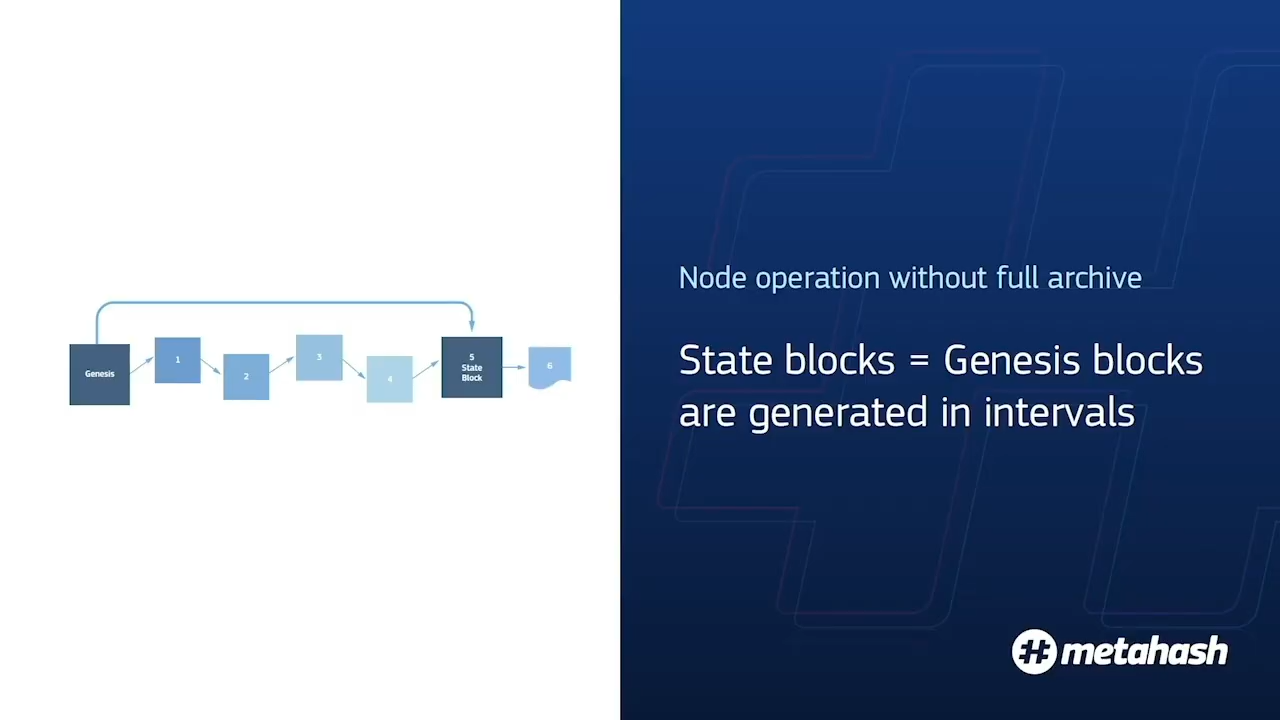 Genesis
1
2
3
4
5
State
Block
6
Node operation without full archive
State blocks = Genesis blocks
are generated in intervals
metahash